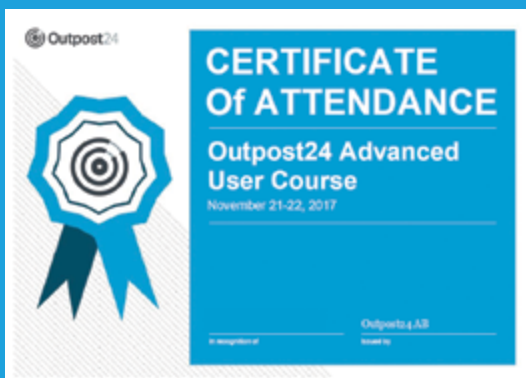 Outpost24
CERTIFICATE
Of ATTENDANCE
Outpost24 Advanced
User Course
November 21-22, 2017
Outpost24 AB
In recognition of
Issued by